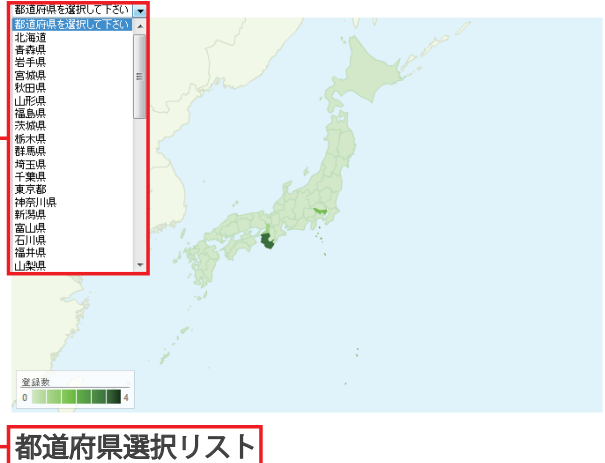 都道府県を選択して下さい
都道府県を選択して下さい
北海道
青森県
岩手県
宮城県
秋田県
山形県
福島県
茨城県
栃木県
群馬県
埼玉県
千葉県
東京都
神奈川県
新潟県
富山県
石川県
福井県
山梨県
登録数
0 4
都道府県選択リスト